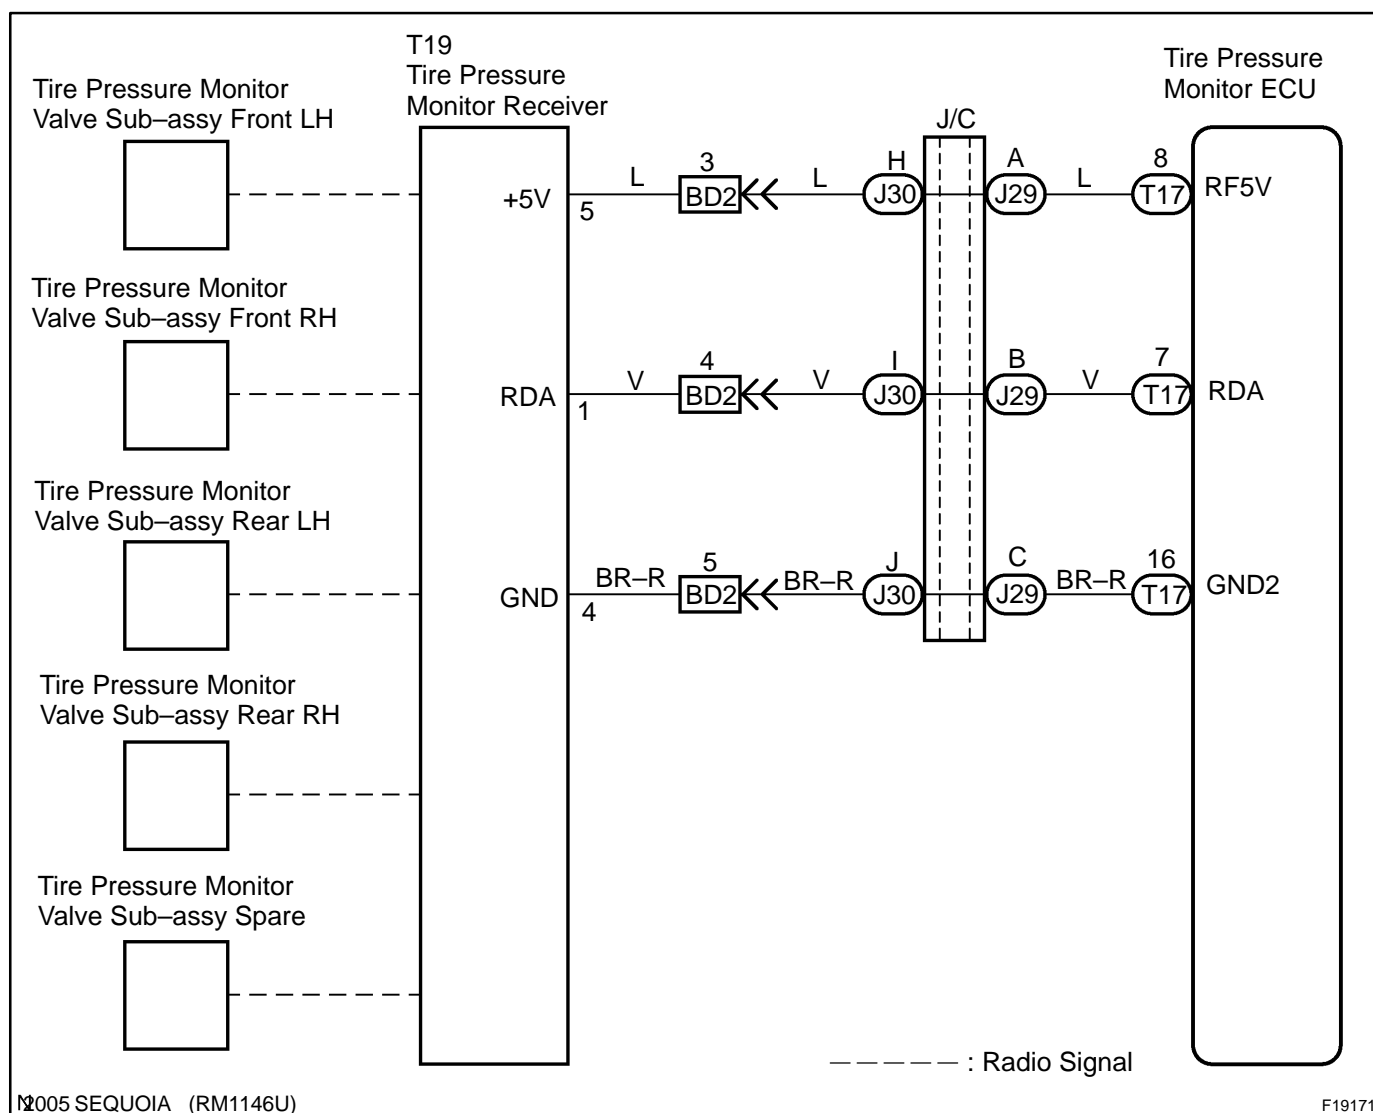 T19
Tire Pressure
Monitor Receiver
Tire Pressure
Monitor ECU
Tire Pressure Monitor
Valve Sub–assy Front LH
J/C
+5V
5
L
3
BD2
L
H
J30
A
J29
L
8
T17
RF5V
Tire Pressure Monitor
Valve Sub–assy Front RH
RDA
1
V
4
BD2
V
I
J30
B
J29
V
7
T17
RDA
Tire Pressure Monitor
Valve Sub–assy Rear LH
GND
4
BR–R
5
BD2
BR–R
J
J30
C
J29
BR–R
16
T17
GND2
Tire Pressure Monitor
Valve Sub–assy Rear RH
Tire Pressure Monitor
Valve Sub–assy Spare
: Radio Signal
2005 SEQUOIA (RM1146U)
F19171